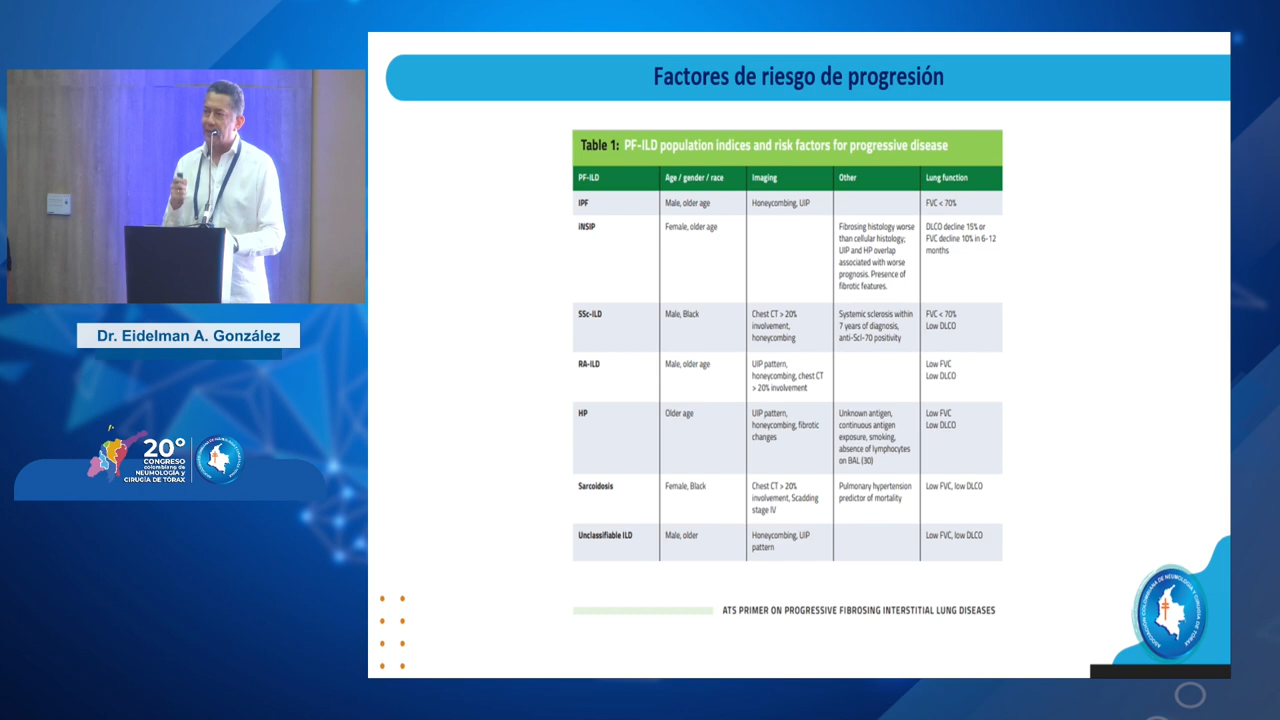 Factores de riesgo de progresión
Table 1: PF-ILD population indices and risk factors for progressive disease
PF-ILD
Age / gender / race
Imaging
Other
Lung function
IPF
Male, older age
Honeycombing, UIP
FVC < 70%
iNSIP
Female, older age
Fibrosing histology worse
than cellular histology;
UIP and HP overlap
associated with worse
prognosis. Presence of
fibrotic features.
DLCO decline 15% or
FVC decline 10% in 6-12
months
SSc-ILD
Male, Black
Chest CT > 20%
involvement,
honeycombing
Systemic sclerosis within
7 years of diagnosis,
anti-Scl-70 positivity
FVC < 70%
Low DLCO
RA-ILD
Male, older age
UIP pattern,
honeycombing, chest CT
> 20% involvement
Low FVC
Low DLCO
HP
Older age
UIP pattern,
honeycombing, fibrotic
changes
Unknown antigen,
continuous antigen
exposure, smoking,
absence of lymphocytes
on BAL (30)
Low FVC
Low DLCO
Sarcoidosis
Female, Black
Chest CT > 20%
involvement, Scadding
stage IV
Pulmonary hypertension
predictor of mortality
Low FVC, low DLCO
Unclassifiable ILD
Male, older
Honeycombing, UIP
pattern
Low FVC, low DLCO
ATS PRIMER ON PROGRESSIVE FIBROSING INTERSTITIAL LUNG DISEASES
Dr. Eidelman A. González
20°
CONGRESO
colombiano de
NEUMOLOGÍA y
CIRUGÍA DE TÓRAX
ASOCIACIÓN COLOMBIANA DE NEUMOLOGÍA Y CIRUGÍA DE TÓRAX